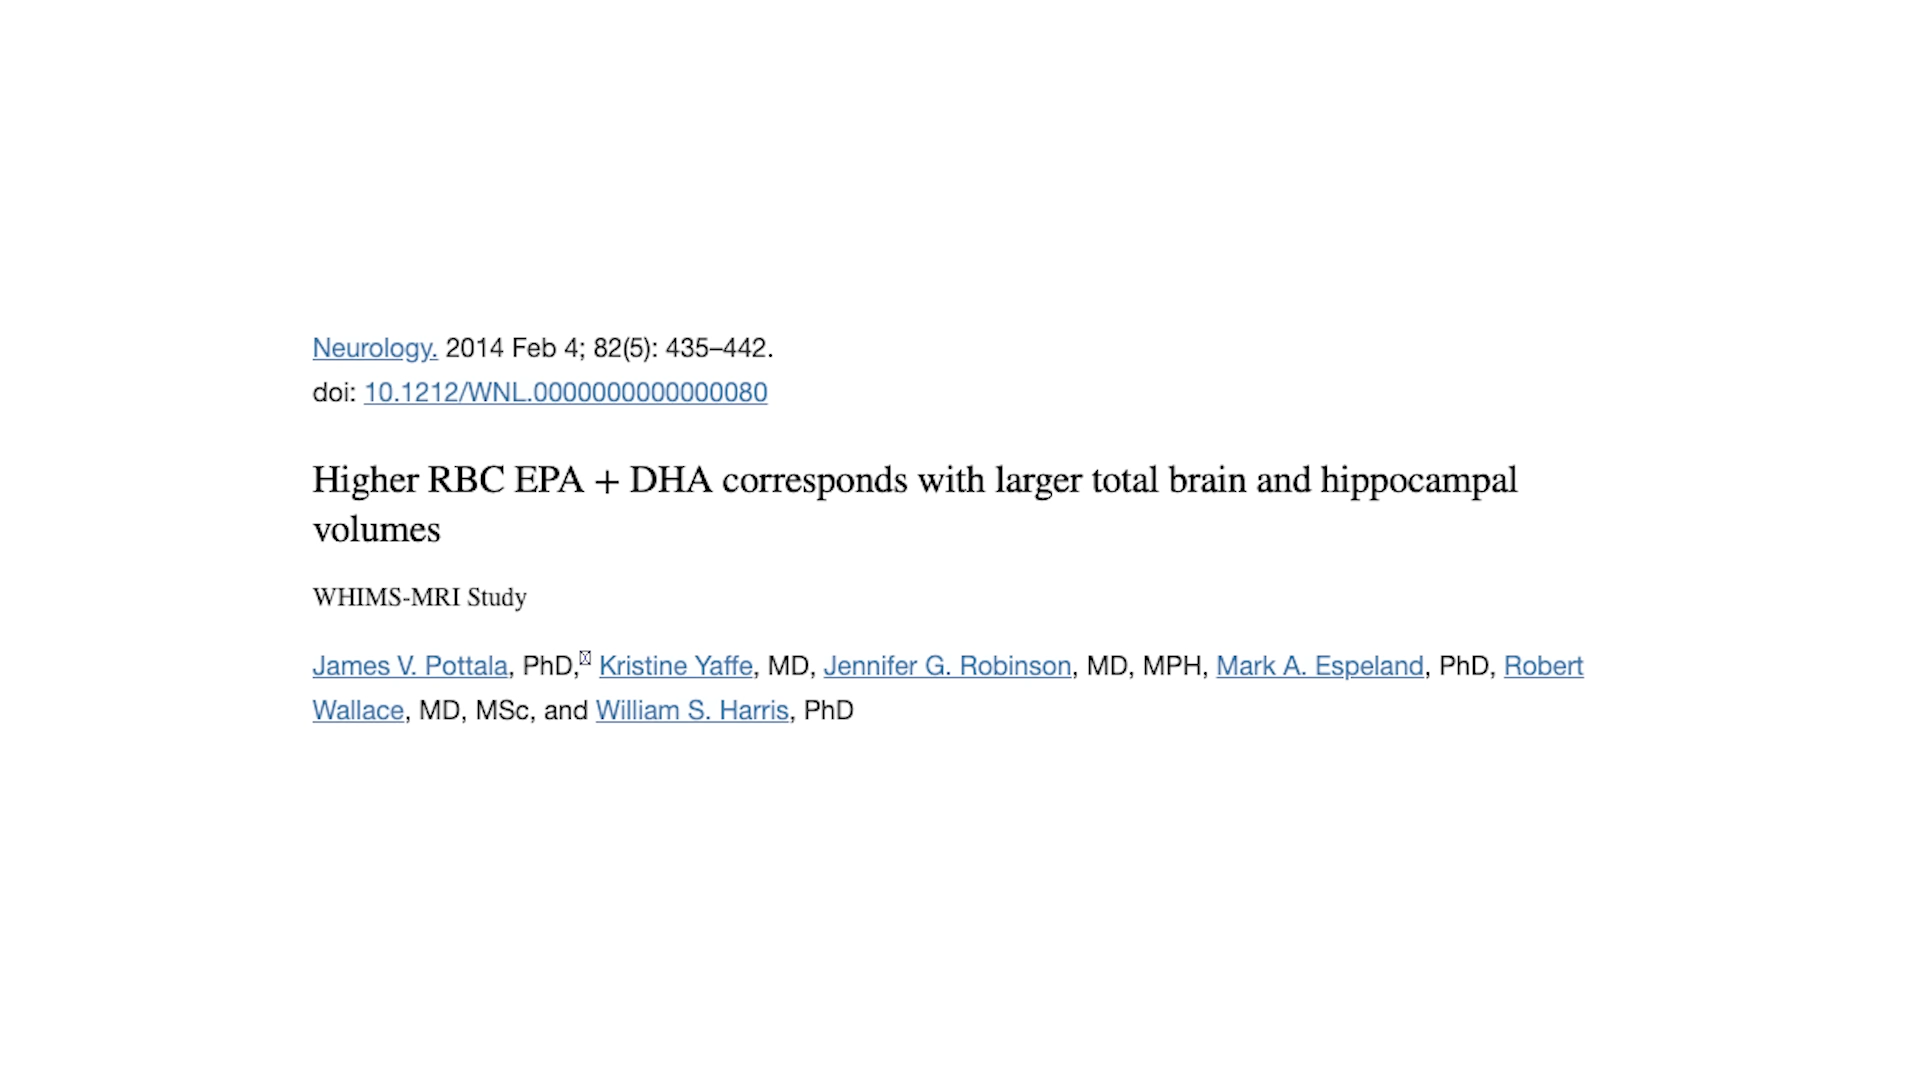 Neurology. 2014 Feb 4; 82(5): 435–442.
doi: 10.1212/WNL.0000000000000080
Higher RBC EPA + DHA corresponds with larger total brain and hippocampal
volumes
WHIMS-MRI Study
James V. Pottala, PhD, Kristine Yaffe, MD, Jennifer G. Robinson, MD, MPH, Mark A. Espeland, PhD, Robert
Wallace, MD, MSc, and William S. Harris, PhD